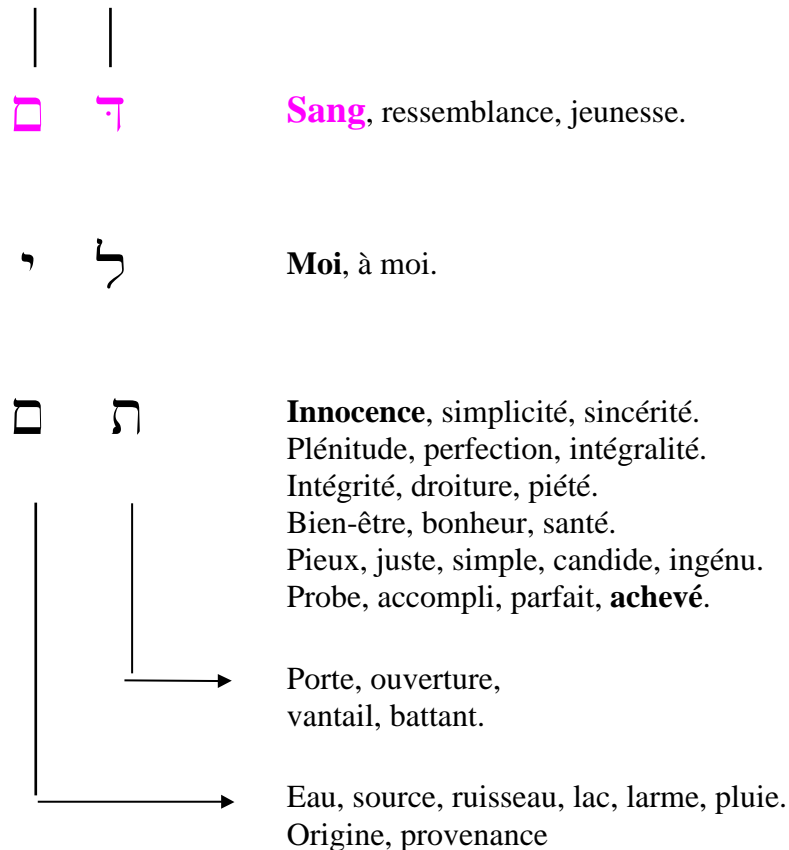 דּ ם Sang, ressemblance, jeunesse.
ל י Moi, à moi.
ת ם Innocence, simplicité, sincérité.
Plénitude, perfection, intégralité.
Intégrité, droiture, piété.
Bien-être, bonheur, santé.
Pieux, juste, simple, candide, ingénu.
Probe, accompli, parfait, achevé.
Porte, ouverture,
vantail, battant.
Eau, source, ruisseau, lac, larme, pluie.
Origine, provenance